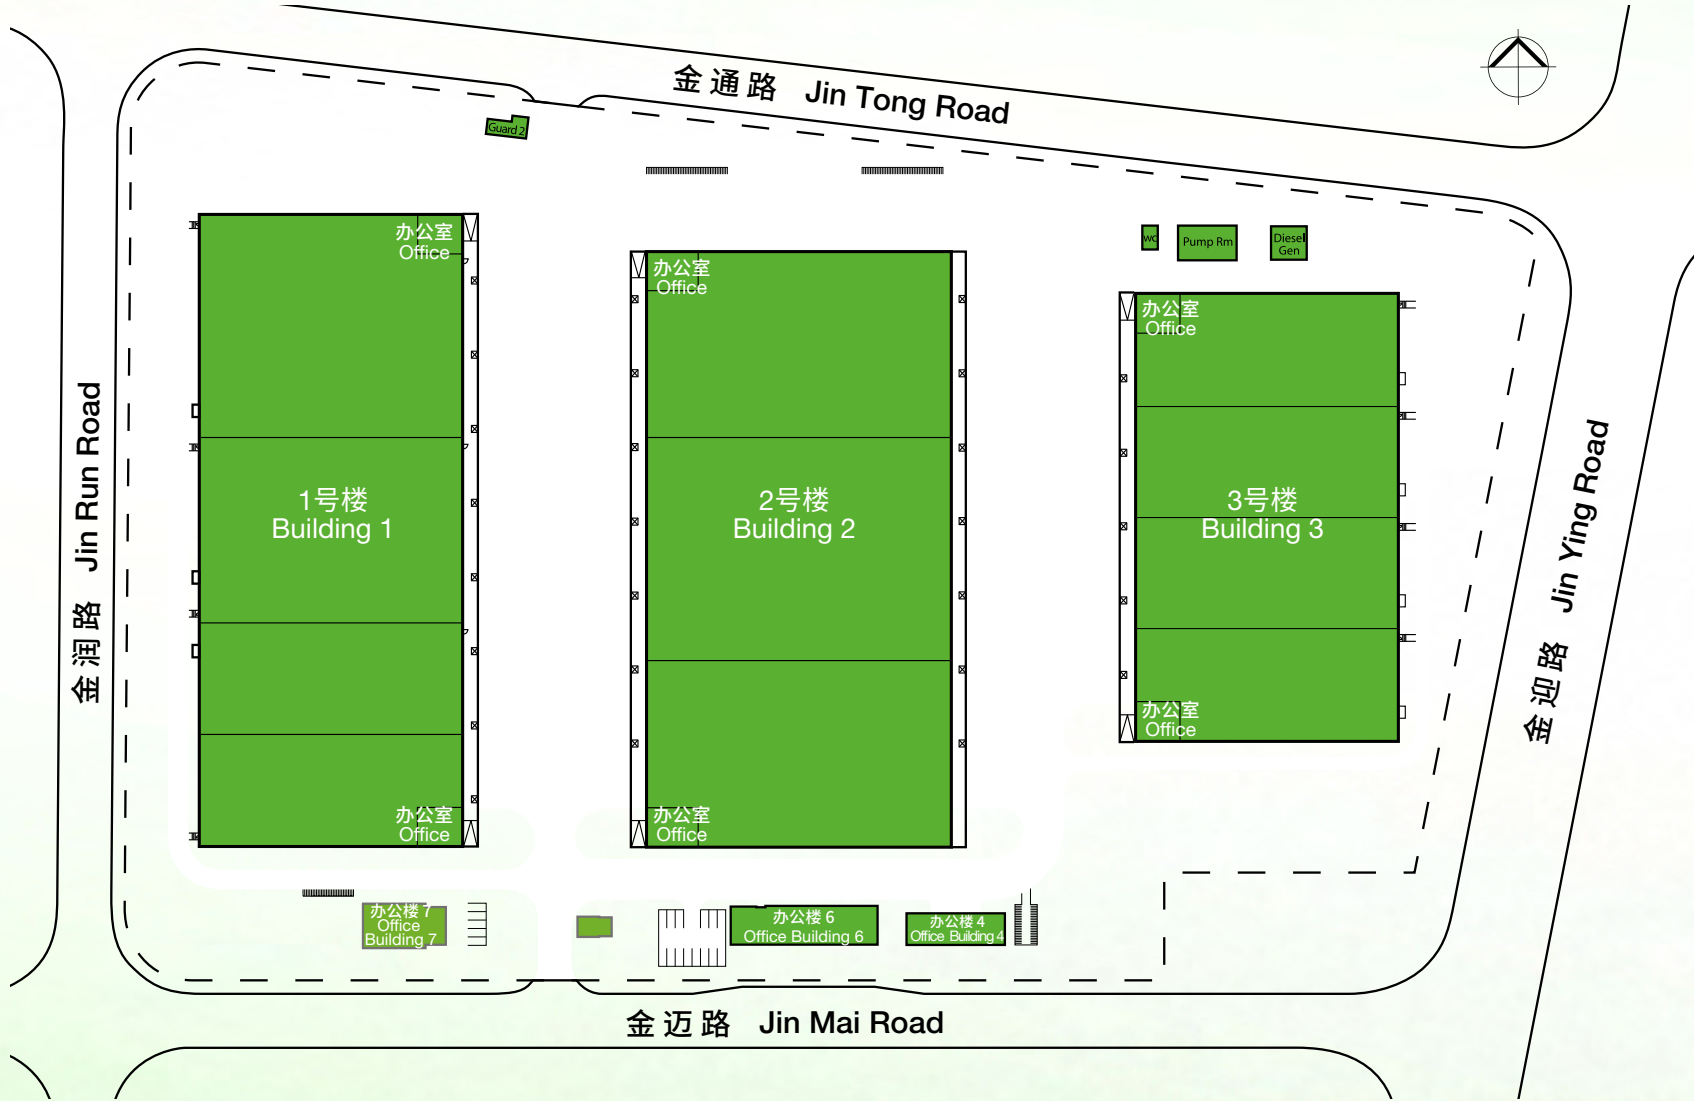 金通路 Jin Tong Road
Guard 2
办公室
Office
WC
Pump Rm
Diesel
Gen
办公室
Office
办公室
Office
金润路 Jin Run Road
1号楼
Building 1
2号楼
Building 2
3号楼
Building 3
金迎路 Jin Ying Road
办公室
Office
办公室
Office
办公室
Office
办公楼 7
Office
Building 7
办公楼 6
Office Building 6
办公楼 4
Office Building 4
金迈路 Jin Mai Road